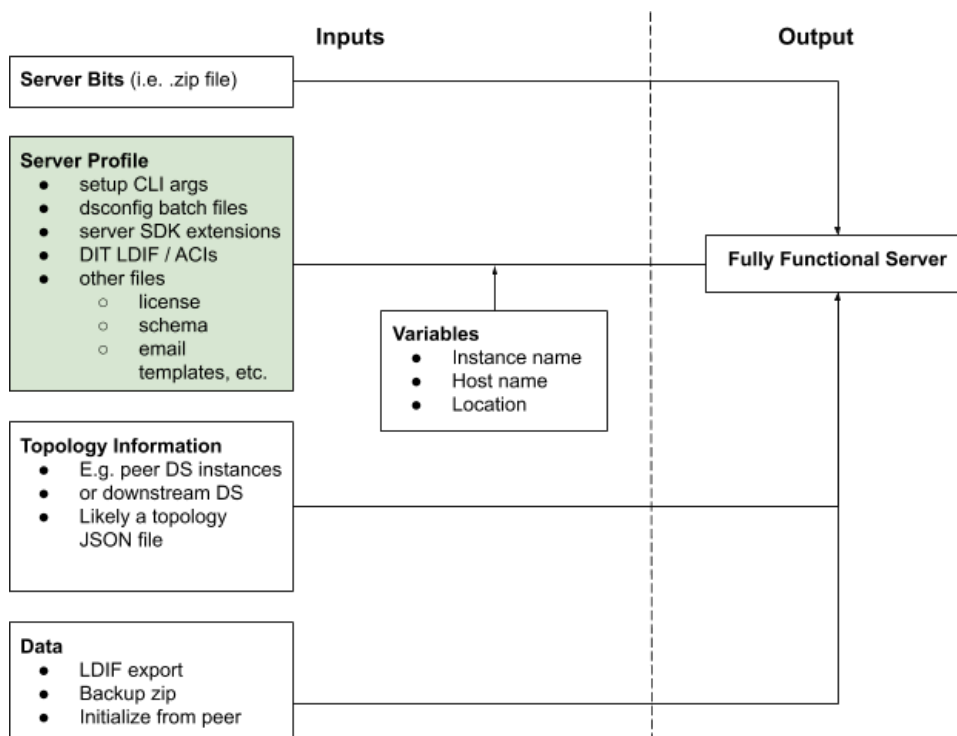 Inputs
Output
Server Bits (i.e. .zip file)
Server Profile
● setup CLI args
● dsconfig batch files
● server SDK extensions
● DIT LDIF / ACIs
● other files
○ license
○ schema
○ email
templates, etc.
Fully Functional Server
Variables
● Instance name
● Host name
● Location
Topology Information
● E.g. peer DS instances
● or downstream DS
● Likely a topology
JSON file
Data
● LDIF export
● Backup zip
● Initialize from peer